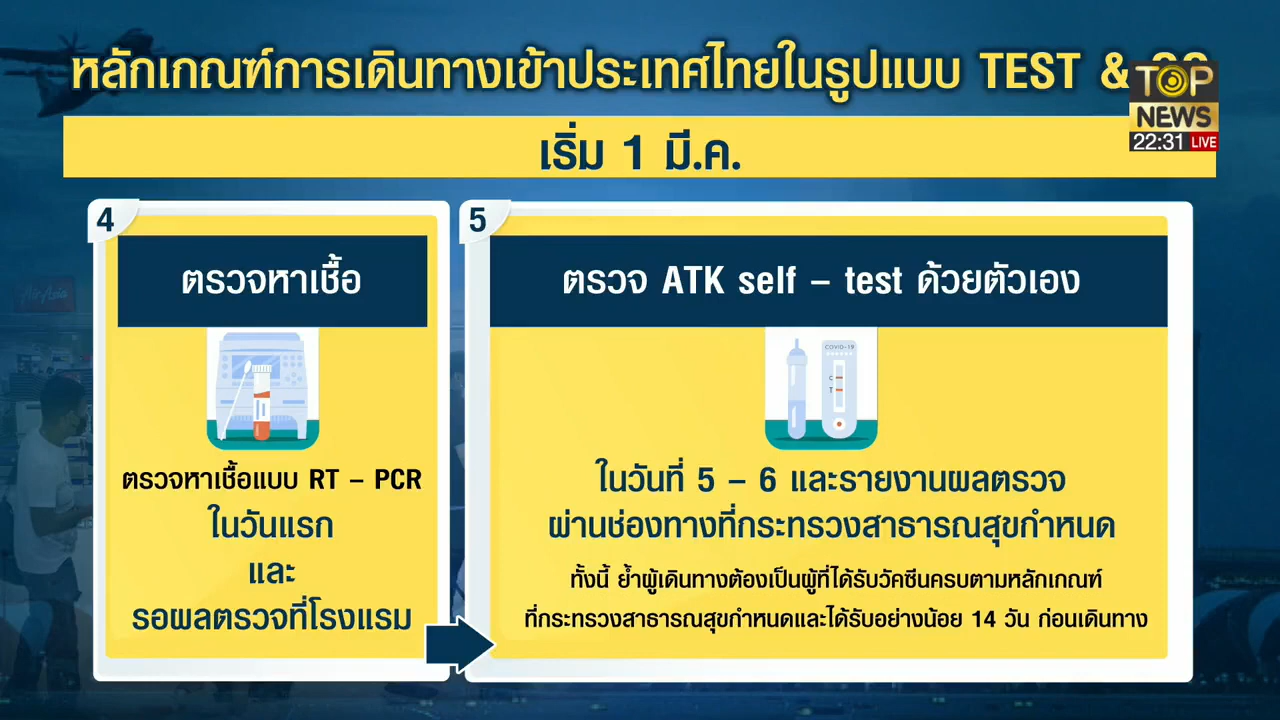 หลักเกณฑ์การเดินทางเข้าประเทศไทยในรูปแบบ TEST &
TOP
NEWS
22:31 LIVE
เริ่ม 1 มี.ค.
4
ตรวจหาเชื้อ
ตรวจหาเชื้อแบบ RT – PCR
ในวันแรก
และ
รอผลตรวจที่โรงแรม
5
ตรวจ ATK self – test ด้วยตัวเอง
COVID-19
C
T
ในวันที่ 5 – 6 และรายงานผลตรวจ
ผ่านช่องทางที่กระทรวงสาธารณสุขกำหนด
ทั้งนี้ ย้ำผู้เดินทางต้องเป็นผู้ที่ได้รับวัคซีนครบตามหลักเกณฑ์
ที่กระทรวงสาธารณสุขกำหนดและได้รับอย่างน้อย 14 วัน ก่อนเดินทาง
AirAsia